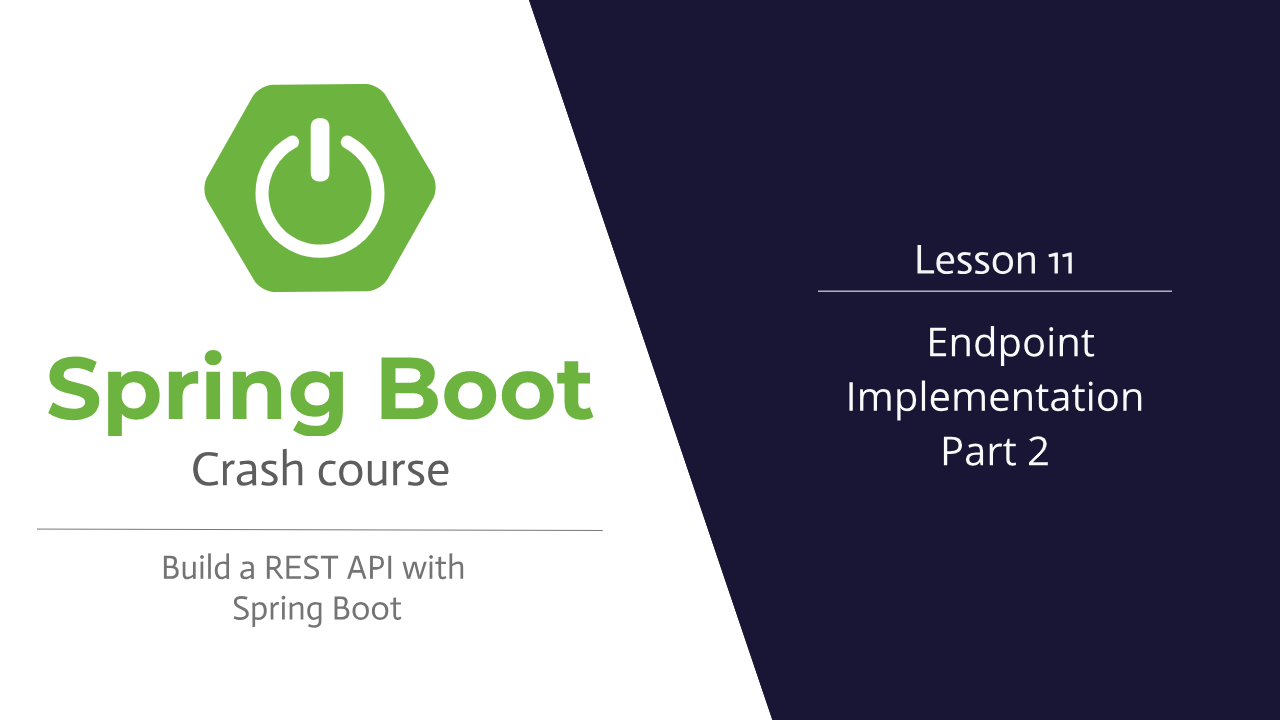 Spring Boot
Crash course
Build a REST API with
Spring Boot
Lesson 11
Endpoint
Implementation
Part 2